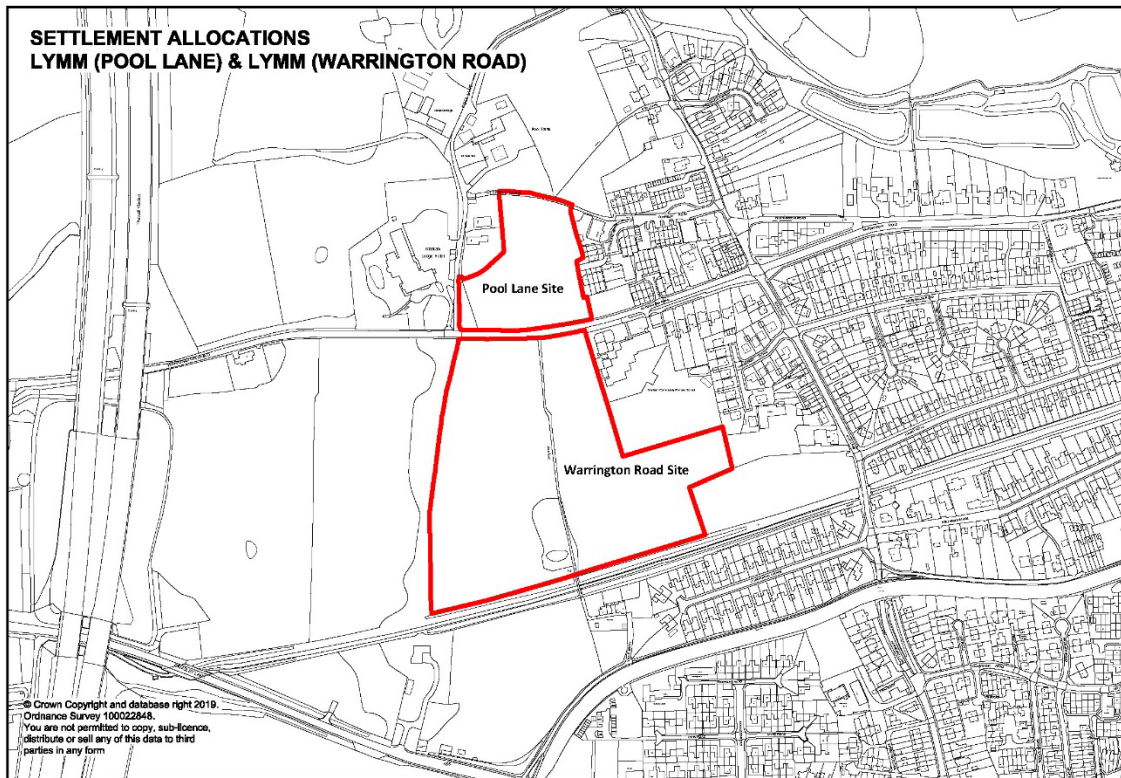 SETTLEMENT ALLOCATIONS
LYMM (POOL LANE) & LYMM (WARRINGTON ROAD)
Pool Lane Site
Warrington Road Site
© Crown Copyright and database right 2019.
Ordnance Survey 100022848.
You are not permitted to copy, sub-licence,
distribute or sell any of this data to third
parties in any form